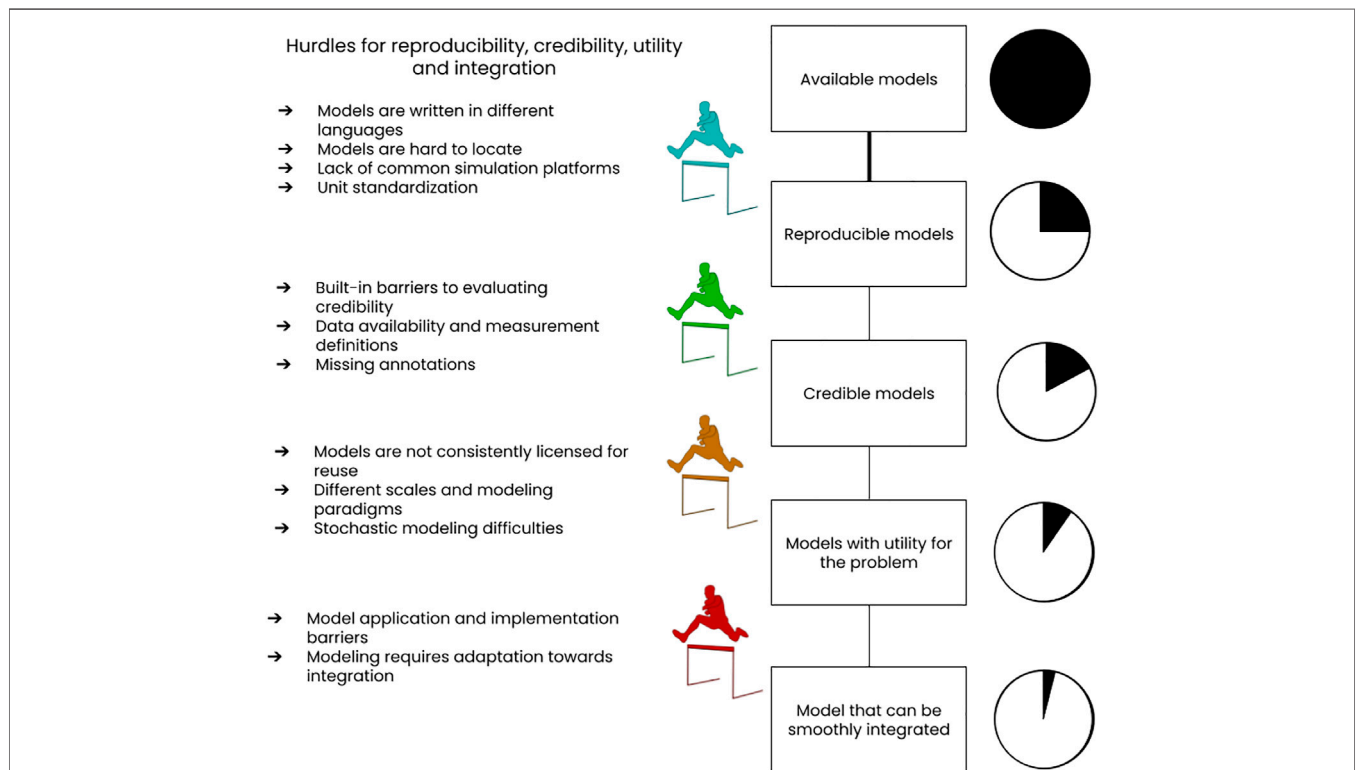 Hurdles for reproducibility, credibility, utility
and integration
➔ Models are written in different
languages
➔ Models are hard to locate
➔ Lack of common simulation platforms
➔ Unit standardization
➔ Built-in barriers to evaluating
credibility
➔ Data availability and measurement
definitions
➔ Missing annotations
➔ Models are not consistently licensed for
reuse
➔ Different scales and modeling
paradigms
➔ Stochastic modeling difficulties
➔ Model application and implementation
barriers
➔ Modeling requires adaptation towards
integration
Available models
Reproducible models
Credible models
Models with utility for
the problem
Model that can be
smoothly integrated